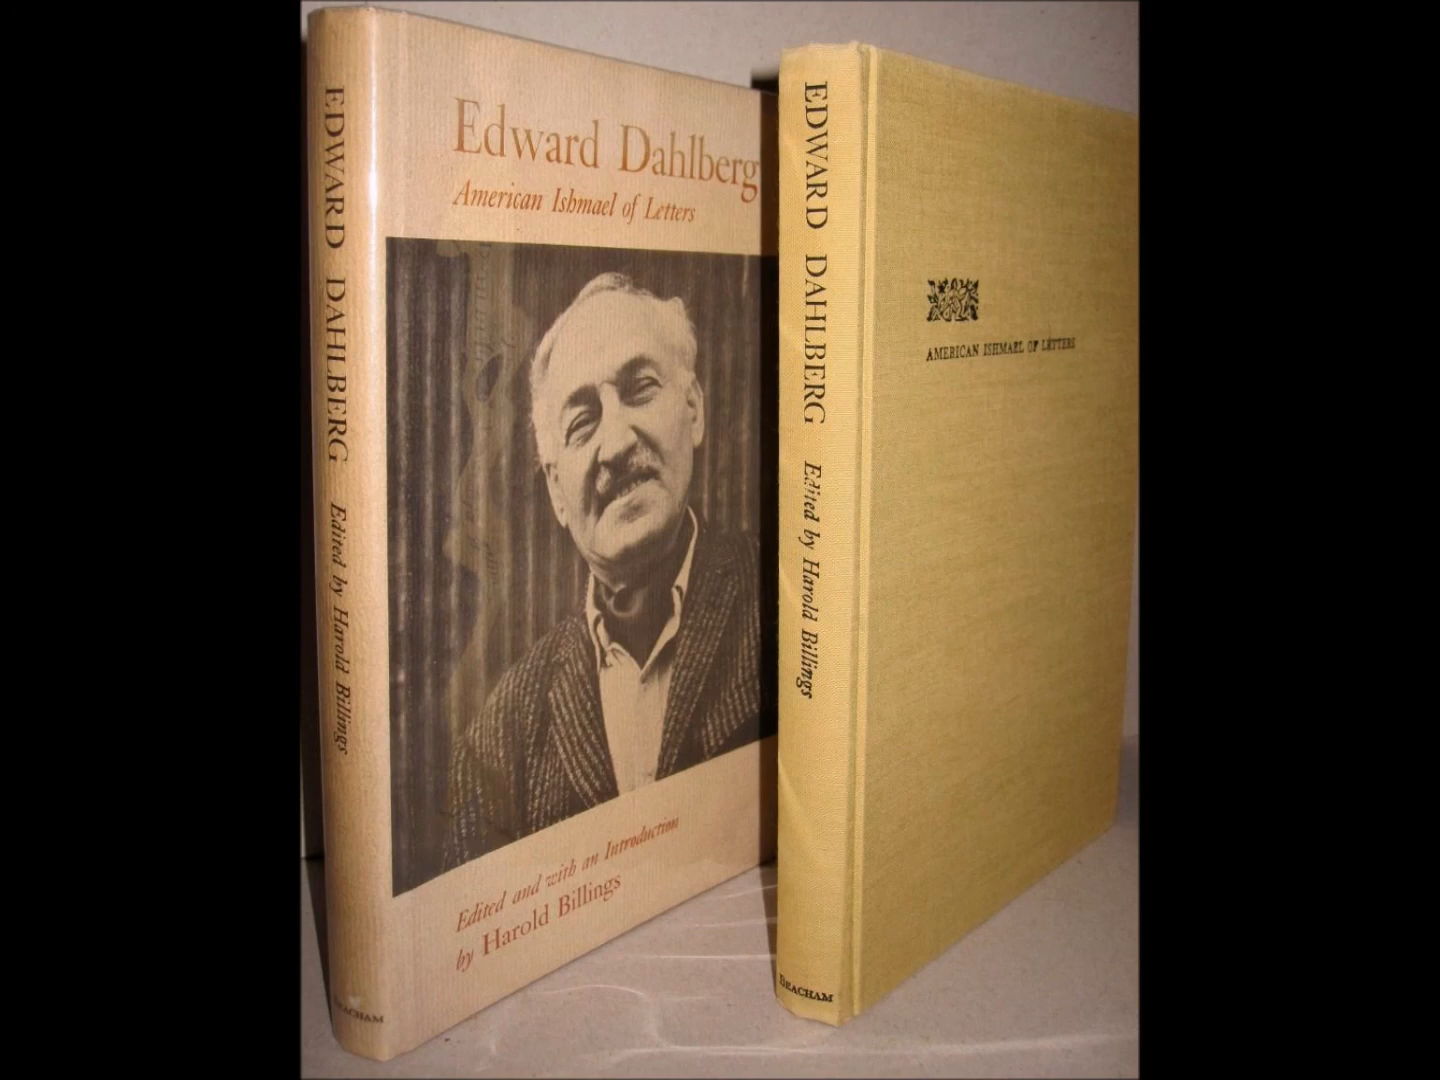 EDWARD DAHLBERG Edited by Harold Billings
Edward Dahlberg
American Ishmael of Letters
Edited and with an Introduction
by Harold Billings
BEACHAM
EDWARD DAHLBERG Edited by Harold Billings
BEACHAM
AMERICAN ISHMAEL OF LETTERS